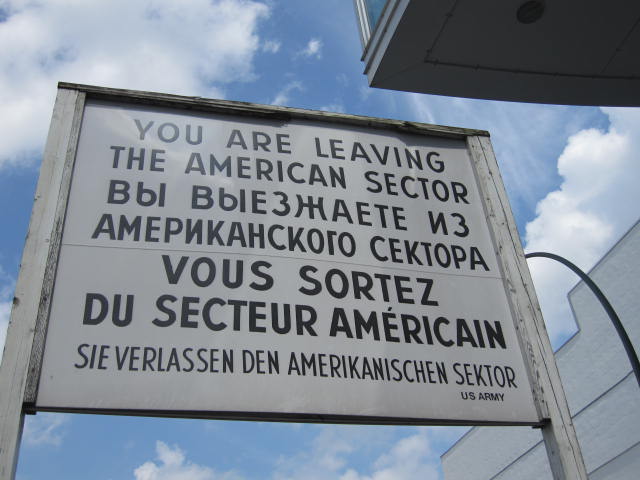 YOU ARE LEAVING
THE AMERICAN SECTOR
ВЫ ВЫЕЗЖАЕТЕ ИЗ
АМЕРИКАНСКОГО СЕКТОРА
VOUS SORTEZ
DU SECTEUR AMÉRICAIN
SIE VERLASSEN DEN AMERIKANISCHEN SEKTOR
US ARMY